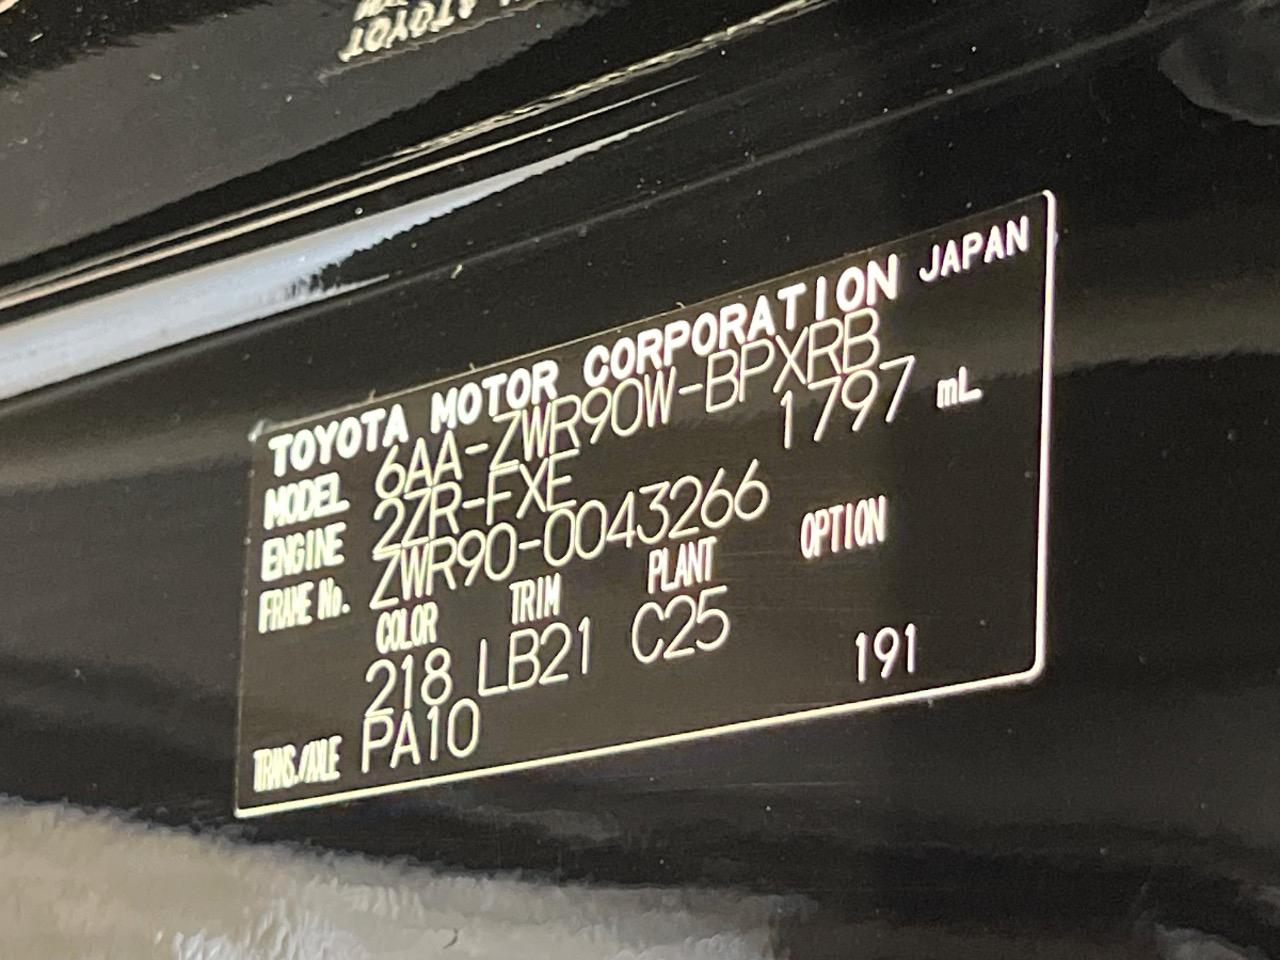 TOYOTA MOTOR CORPORATION JAPAN
MODEL 6AA-ZWR90W-BPXRB
ENGINE 2ZR-FXE 1797 mL
FRAME No. ZWR90-0043266
COLOR TRIM PLANT OPTION
218 LB21 C25
TRANS./AXLE PA10 191